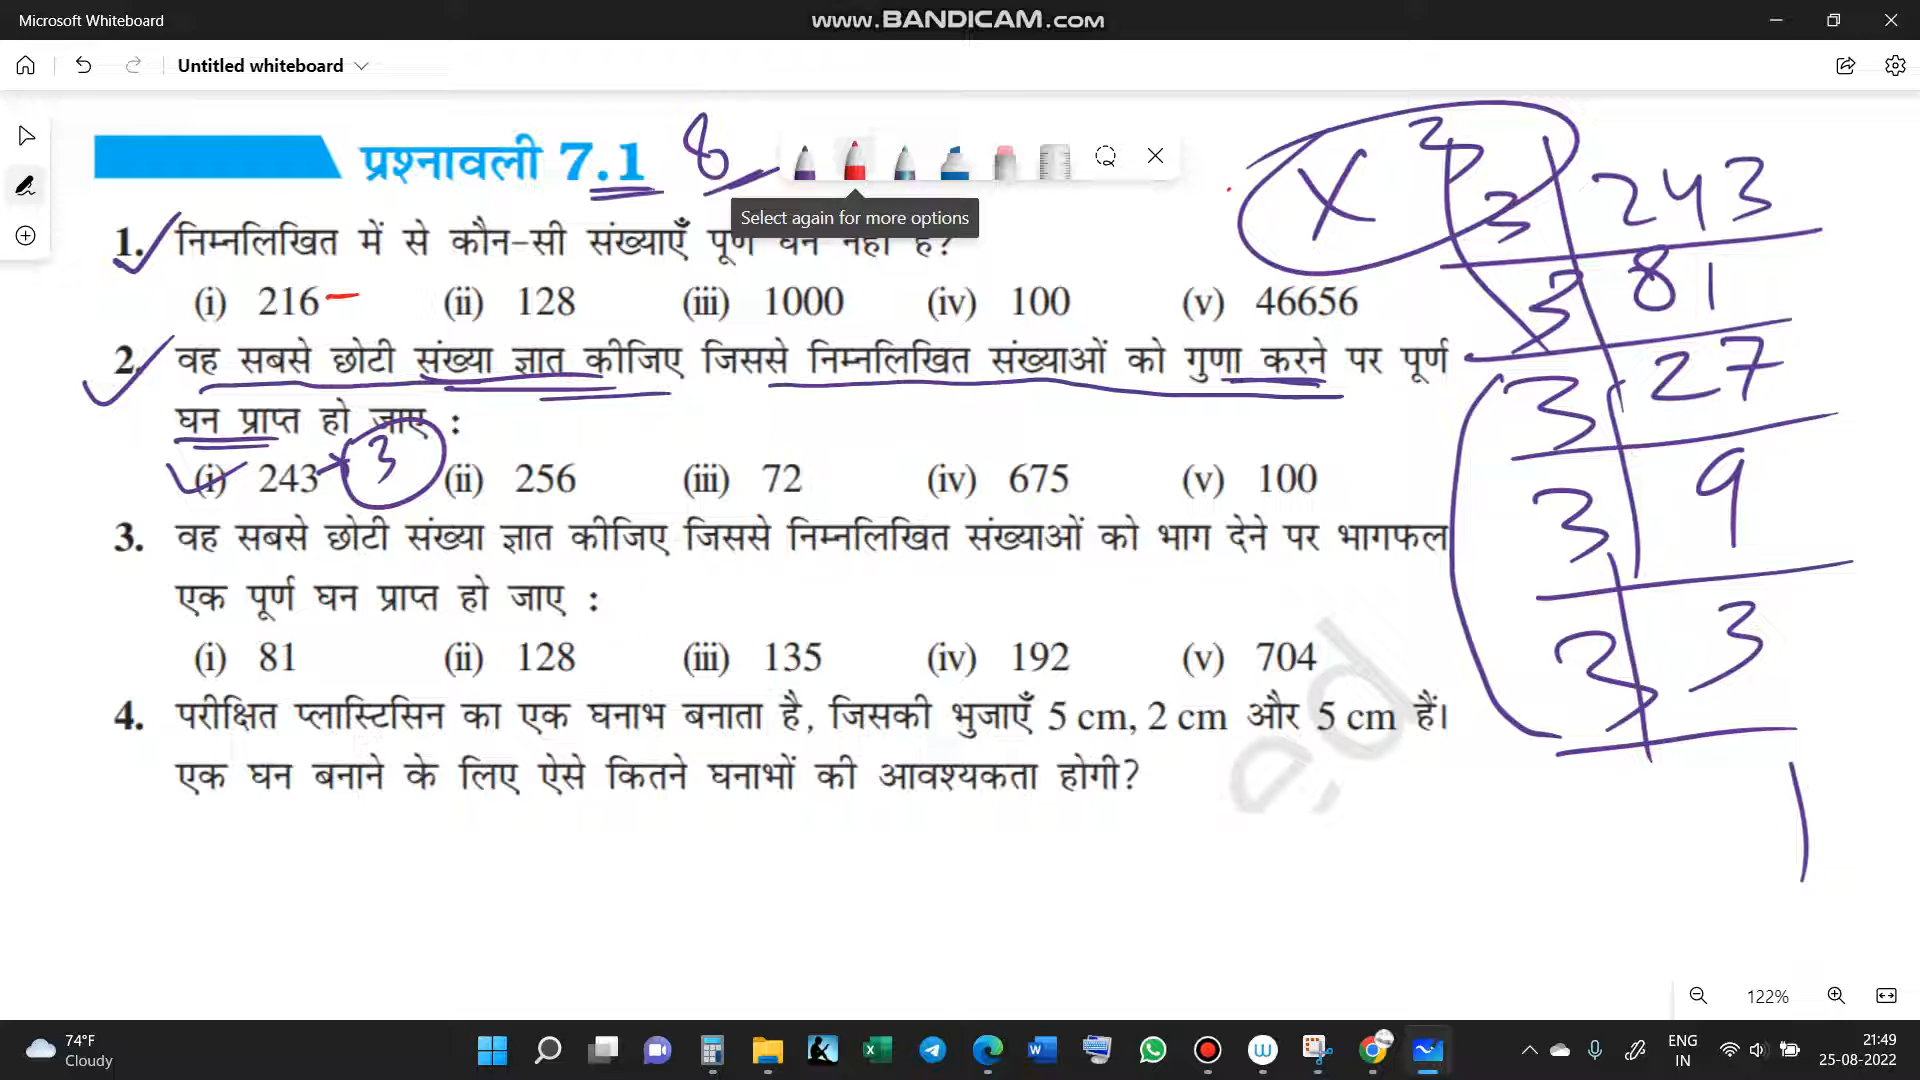 Microsoft Whiteboard
www.BANDICAM.com
Untitled whiteboard
प्रश्नावली 7.1 8
Select again for more options
1. निम्नलिखित में से कौन-सी संख्याएँ पूर्ण घन नहीं हैं?
(i) 216 (ii) 128 (iii) 1000 (iv) 100 (v) 46656
2. वह सबसे छोटी संख्या ज्ञात कीजिए जिससे निम्नलिखित संख्याओं को गुणा करने पर पूर्ण
घन प्राप्त हो जाए :
(i) 243 × 3 (ii) 256 (iii) 72 (iv) 675 (v) 100
3. वह सबसे छोटी संख्या ज्ञात कीजिए जिससे निम्नलिखित संख्याओं को भाग देने पर भागफल
एक पूर्ण घन प्राप्त हो जाए :
(i) 81 (ii) 128 (iii) 135 (iv) 192 (v) 704
4. परीक्षित प्लास्टिसिन का एक घनाभ बनाता है, जिसकी भुजाएँ 5 cm, 2 cm और 5 cm हैं।
एक घन बनाने के लिए ऐसे कितने घनाभों की आवश्यकता होगी?
3 243
3 81
3 27
3 9
3 3
1
122%
74°F
Cloudy
ENG
IN
21:49
25-08-2022